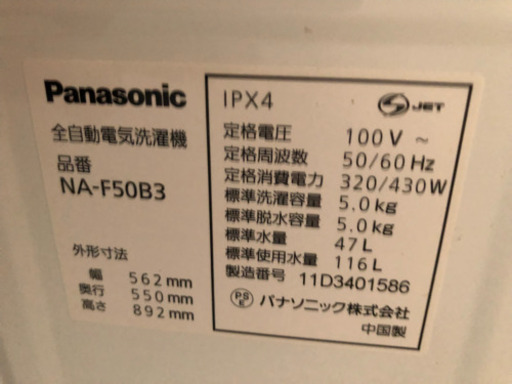 Panasonic
全自動電気洗濯機
品番
NA-F50B3
外形寸法
幅 562mm
奥行 550mm
高さ 892mm
IPX4
S JET
定格電圧 100V ~
定格周波数 50/60Hz
定格消費電力 320/430W
標準洗濯容量 5.0kg
標準脱水容量 5.0kg
標準水量 47L
標準使用水量 116L
製造番号 11D3401586
PS E パナソニック株式会社
中国製